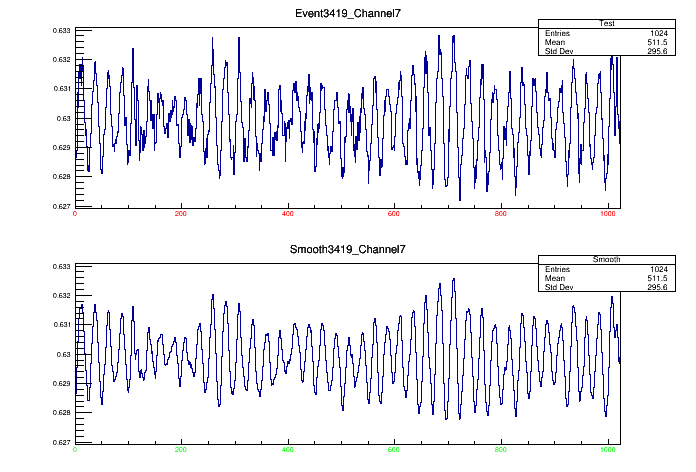 Event3419_Channel7
Test
Entries 1024
Mean 511.5
Std Dev 295.6
0.633
0.632
0.631
0.63
0.629
0.628
0.627
0 200 400 600 800 1000
Smooth3419_Channel7
Smooth
Entries 1024
Mean 511.5
Std Dev 295.6
0.633
0.632
0.631
0.63
0.629
0.628
0.627
0 200 400 600 800 1000